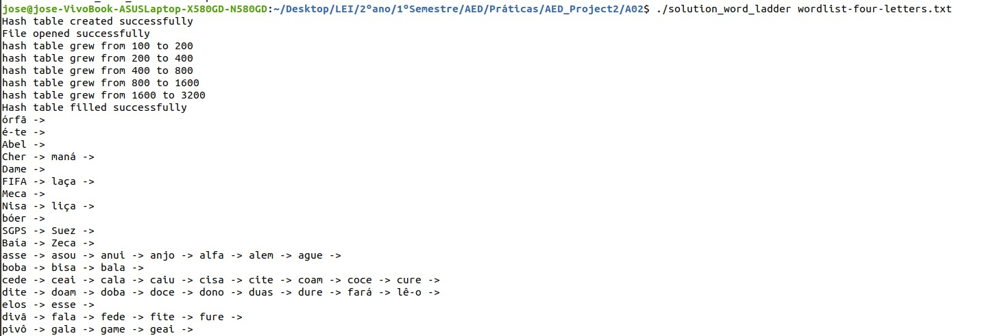 jose@jose-VivoBook-ASUSLaptop-X580GD-N580GD:~/Desktop/LEI/2ºano/1ºSemestre/AED/Práticas/AED_Project2/A02$ ./solution_word_ladder wordlist-four-letters.txt
Hash table created successfully
File opened successfully
hash table grew from 100 to 200
hash table grew from 200 to 400
hash table grew from 400 to 800
hash table grew from 800 to 1600
hash table grew from 1600 to 3200
Hash table filled successfully
órfã ->
é-te ->
Abel ->
Cher -> maná ->
Dame ->
FIFA -> laça ->
Meca ->
Nisa -> liça ->
bóer ->
SGPS -> Suez ->
Baía -> Zeca ->
asse -> asou -> anui -> anjo -> alfa -> alem -> ague ->
boba -> bisa -> bala ->
cede -> ceai -> cala -> caiu -> cisa -> cite -> coam -> coce -> cure ->
dite -> doam -> doba -> doce -> dono -> duas -> dure -> fará -> lê-o ->
elos -> esse ->
divã -> fala -> fede -> fite -> fure ->
pivô -> gala -> game -> geai ->